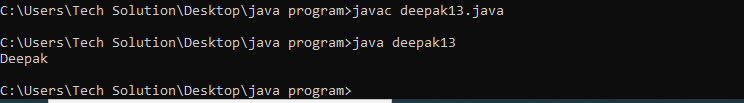 C:\Users\Tech Solution\Desktop\java program>javac deepak13.java
C:\Users\Tech Solution\Desktop\java program>java deepak13
Deepak
C:\Users\Tech Solution\Desktop\java program>